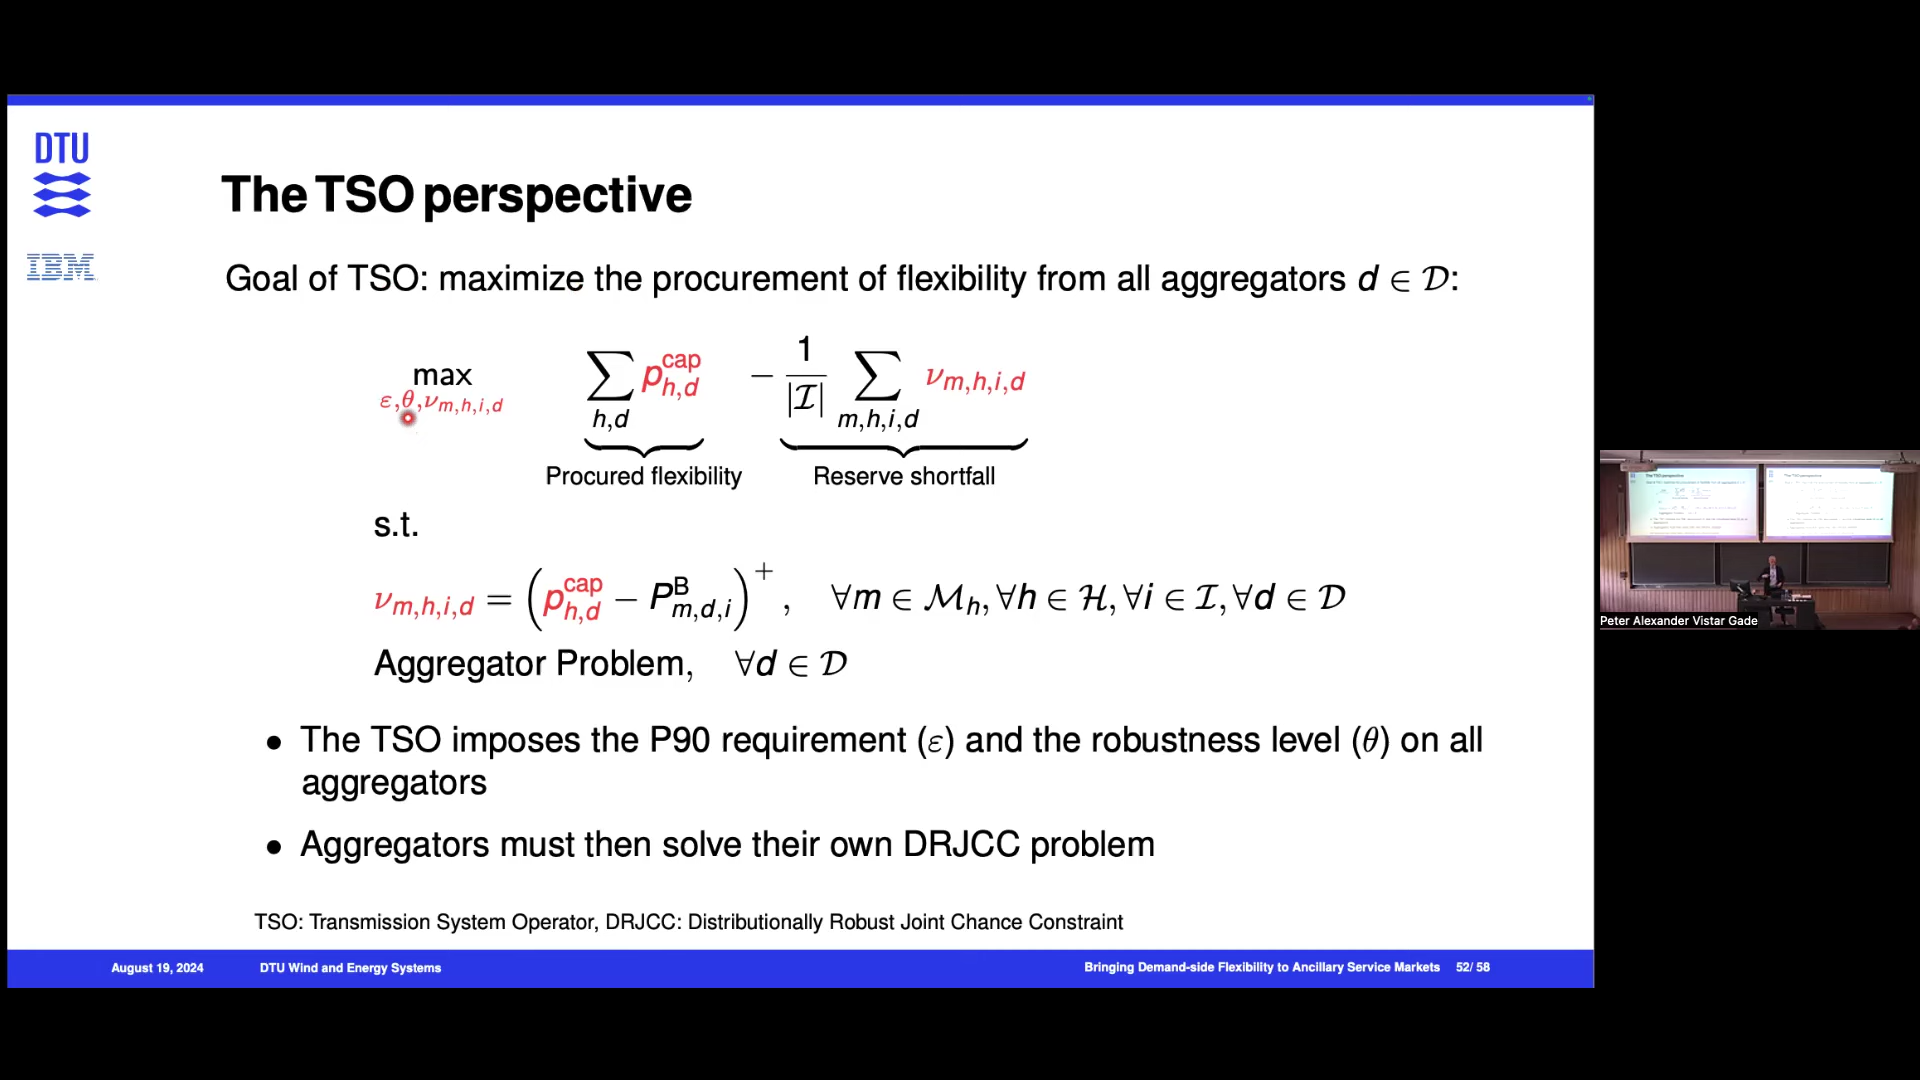 DTU
IBM
The TSO perspective
Goal of TSO: maximize the procurement of flexibility from all aggregators d ∈ 𝒟:
max ∑ p^cap_h,d − 1/|ℐ| ∑ ν_m,h,i,d
ε,θ,ν_m,h,i,d h,d m,h,i,d
Procured flexibility Reserve shortfall
s.t.
ν_m,h,i,d = (p^cap_h,d − P^B_m,d,i)^+ , ∀m ∈ ℳ_h, ∀h ∈ ℋ, ∀i ∈ ℐ, ∀d ∈ 𝒟
Aggregator Problem, ∀d ∈ 𝒟
• The TSO imposes the P90 requirement (ε) and the robustness level (θ) on all
aggregators
• Aggregators must then solve their own DRJCC problem
TSO: Transmission System Operator, DRJCC: Distributionally Robust Joint Chance Constraint
August 19, 2024 DTU Wind and Energy Systems Bringing Demand-side Flexibility to Ancillary Service Markets 52/ 58
Peter Alexander Vistar Gade